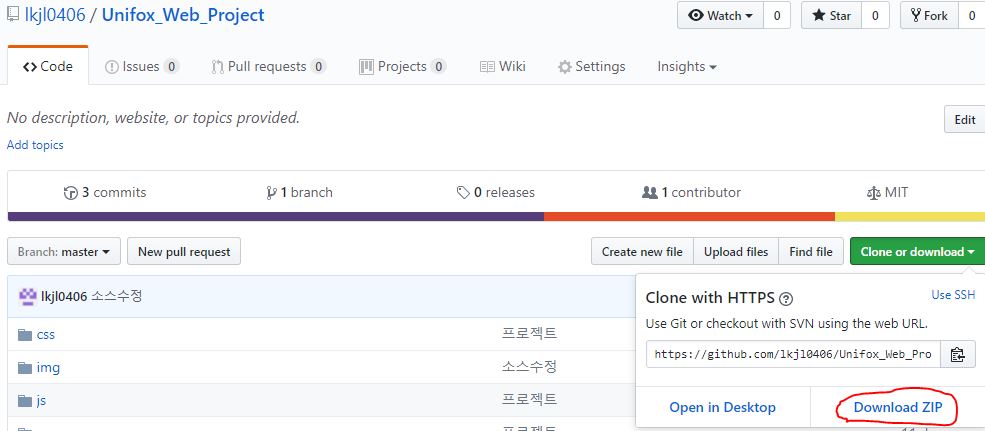 lkjl0406 / Unifox_Web_Project
Watch 0 Star 0 Fork 0
Code Issues 0 Pull requests 0 Projects 0 Wiki Settings Insights
No description, website, or topics provided.
Edit
Add topics
3 commits 1 branch 0 releases 1 contributor MIT
Branch: master New pull request Create new file Upload files Find file Clone or download
lkjl0406 소스수정
css 프로젝트
img 소스수정
js 프로젝트
Clone with HTTPS ? Use SSH
Use Git or checkout with SVN using the web URL.
https://github.com/lkjl0406/Unifox_Web_Pro
Open in Desktop Download ZIP